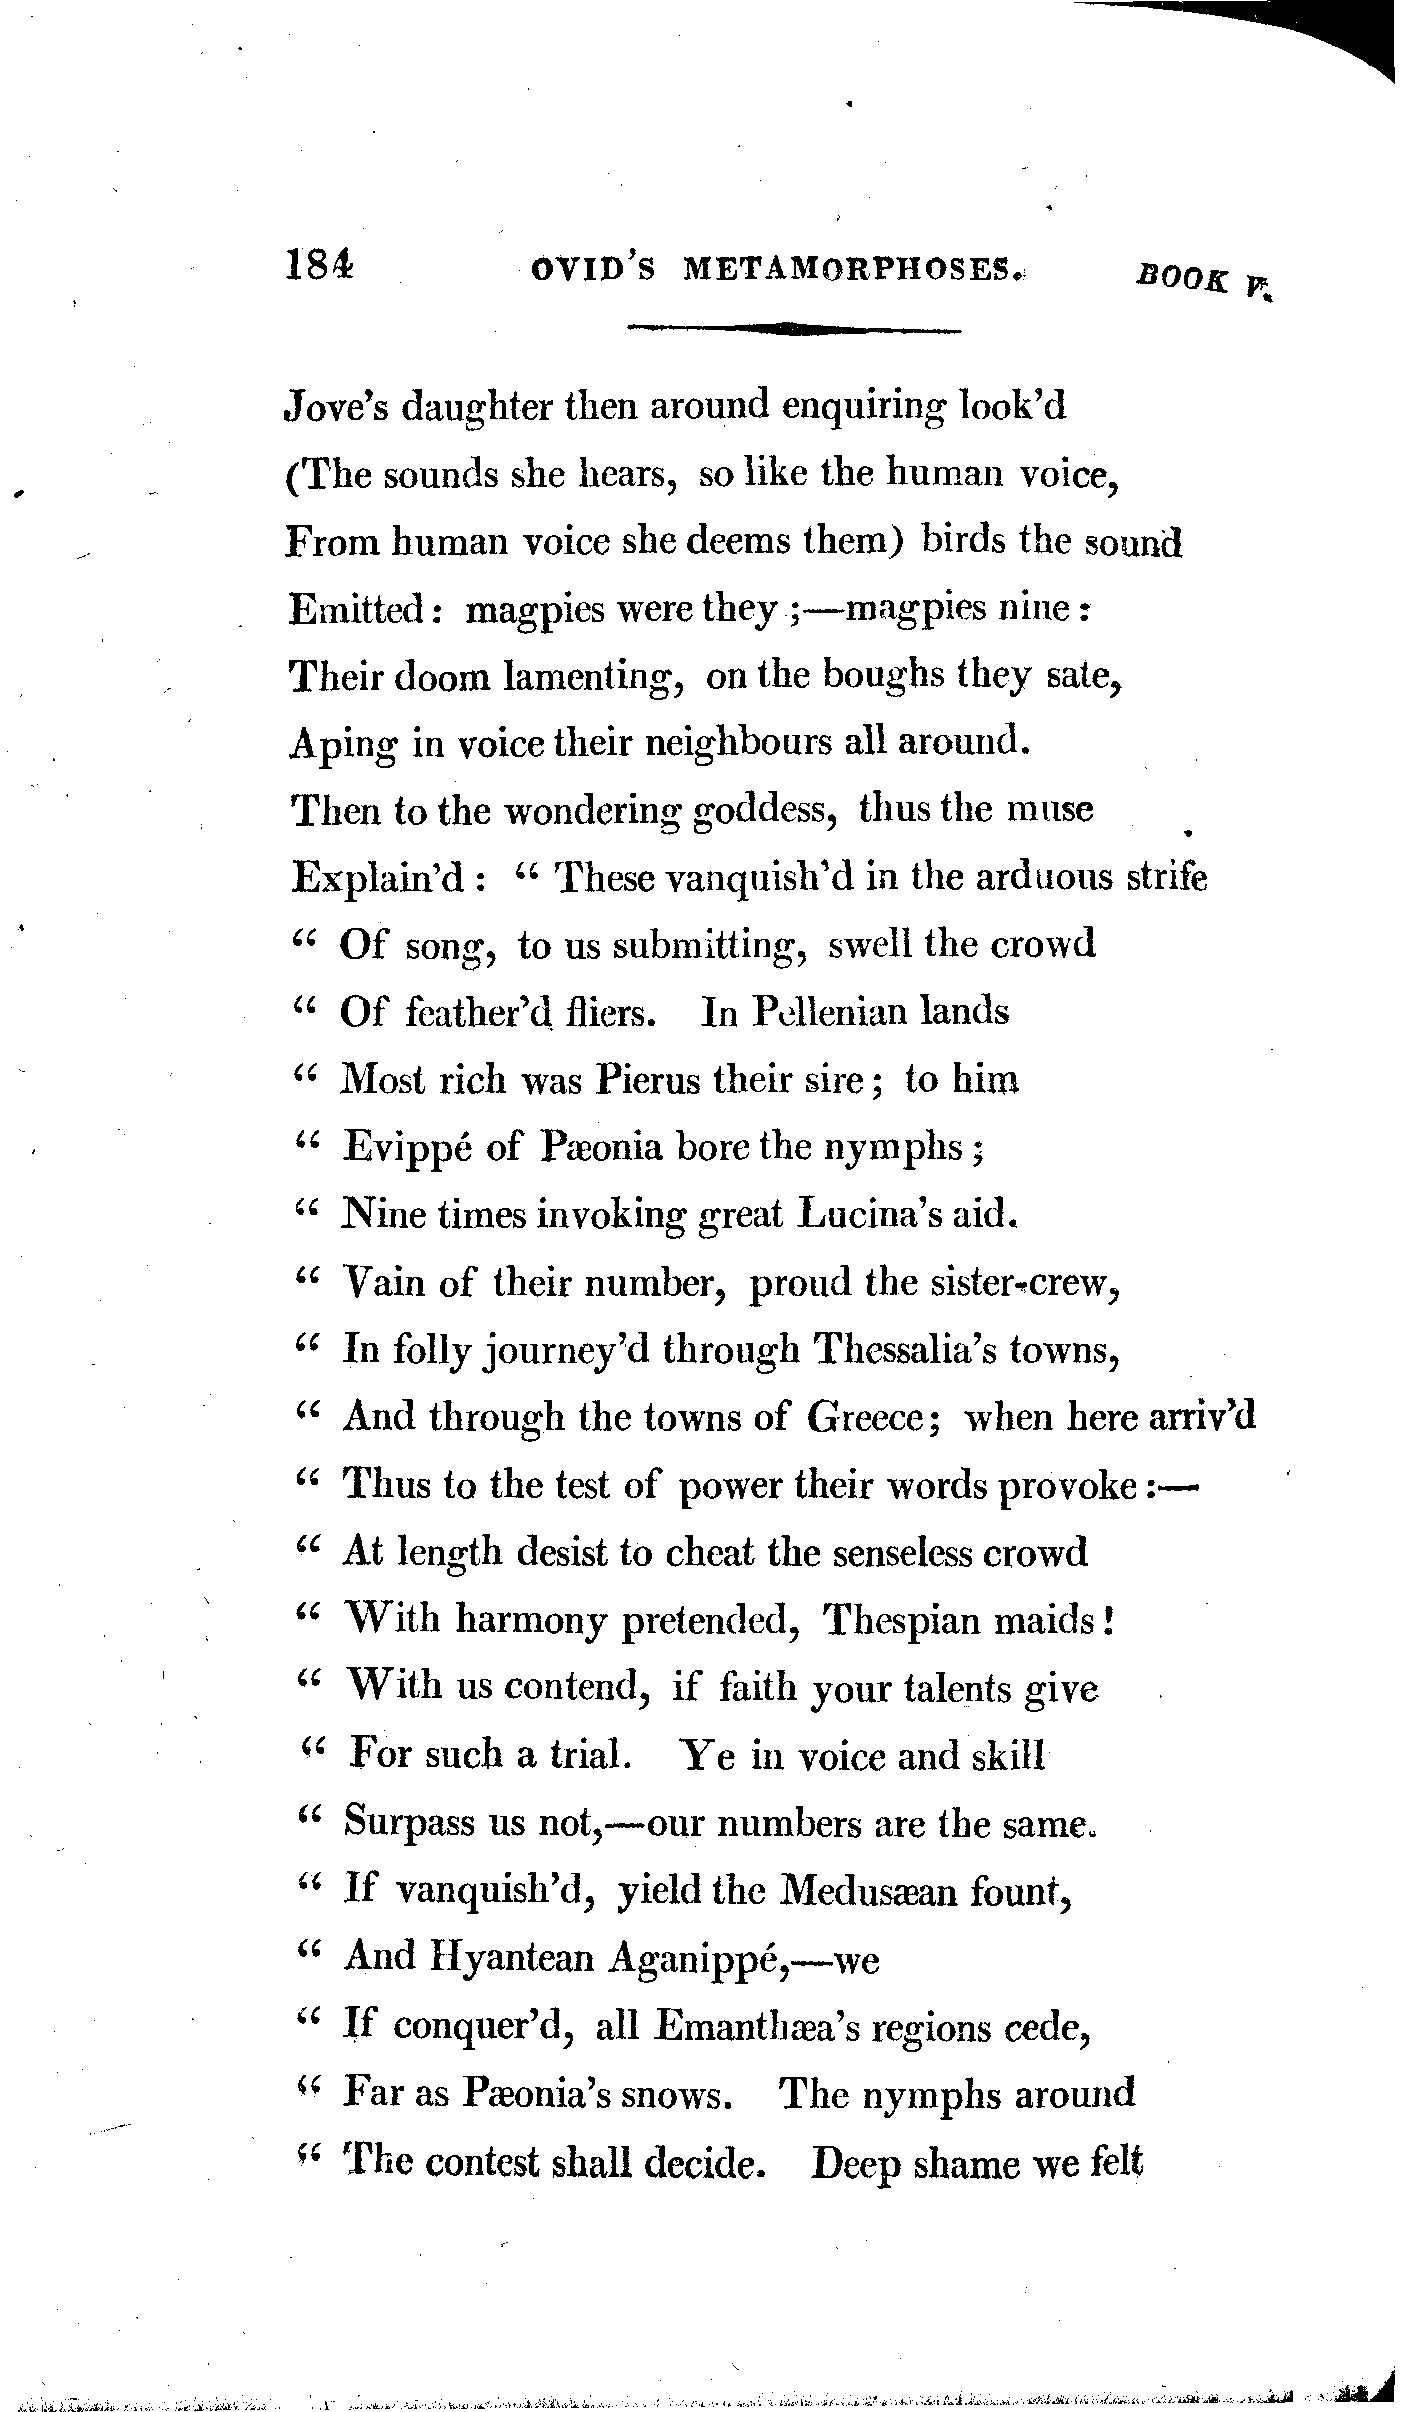 184 OVID'S METAMORPHOSES. BOOK V.
Jove's daughter then around enquiring look'd
(The sounds she hears, so like the human voice,
From human voice she deems them) birds the sound
Emitted: magpies were they ;—magpies nine :
Their doom lamenting, on the boughs they sate,
Aping in voice their neighbours all around.
Then to the wondering goddess, thus the muse
Explain'd : “ These vanquish'd in the arduous strife
“ Of song, to us submitting, swell the crowd
“ Of feather'd fliers. In Pellenian lands
“ Most rich was Pierus their sire ; to him
“ Evippé of Pæonia bore the nymphs ;
“ Nine times invoking great Lucina's aid.
“ Vain of their number, proud the sister-crew,
“ In folly journey'd through Thessalia's towns,
“ And through the towns of Greece; when here arriv'd
“ Thus to the test of power their words provoke :—
“ At length desist to cheat the senseless crowd
“ With harmony pretended, Thespian maids !
“ With us contend, if faith your talents give
“ For such a trial. Ye in voice and skill
“ Surpass us not,—our numbers are the same.
“ If vanquish'd, yield the Medusæan fount,
“ And Hyantean Aganippé,—we
“ If conquer'd, all Emanthæa's regions cede,
“ Far as Pæonia's snows. The nymphs around
“ The contest shall decide. Deep shame we felt